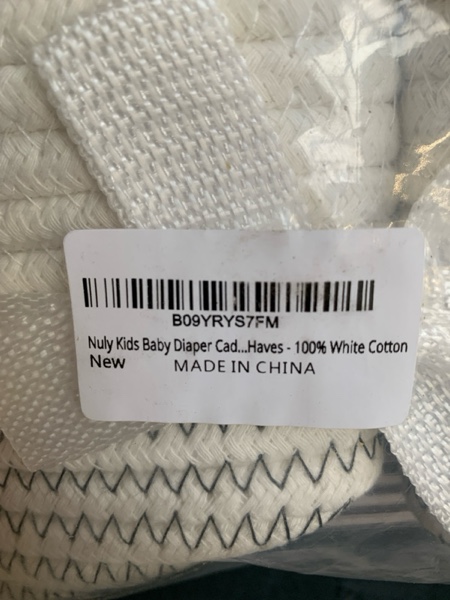 B09YRYS7FM
Nuly Kids Baby Diaper Cad...Haves - 100% White Cotton
New MADE IN CHINA